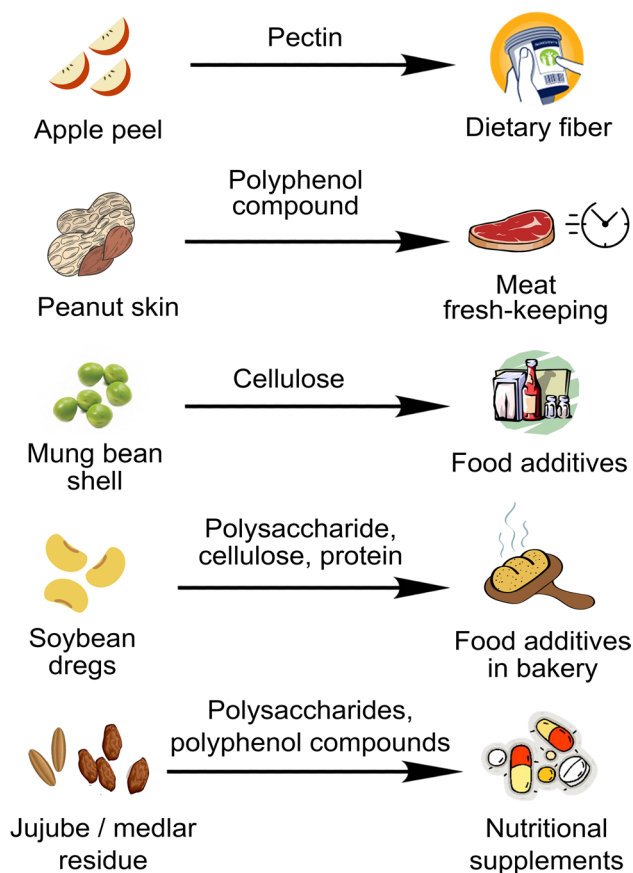 Pectin
Apple peel
Dietary fiber
Polyphenol
compound
Peanut skin
Meat
fresh-keeping
Cellulose
Mung bean
shell
Food additives
Polysaccharide,
cellulose, protein
Soybean
dregs
Food additives
in bakery
Polysaccharides,
polyphenol compounds
Jujube / medlar
residue
Nutritional
supplements